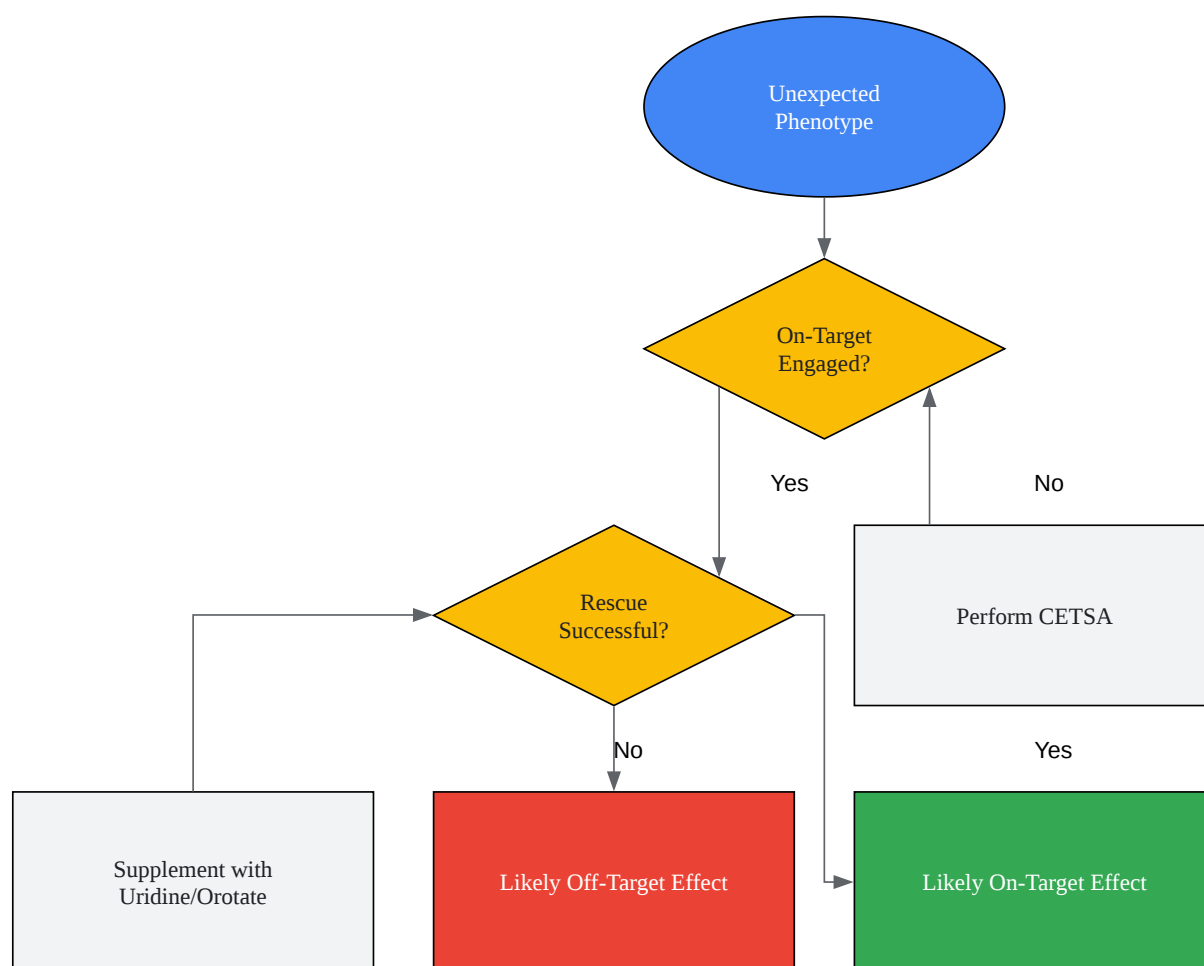 Unexpected
Phenotype
On-Target
Engaged?
Yes
No
Rescue
Successful?
Perform CETSA
No
Yes
Supplement with
Uridine/Orotate
Likely Off-Target Effect
Likely On-Target Effect